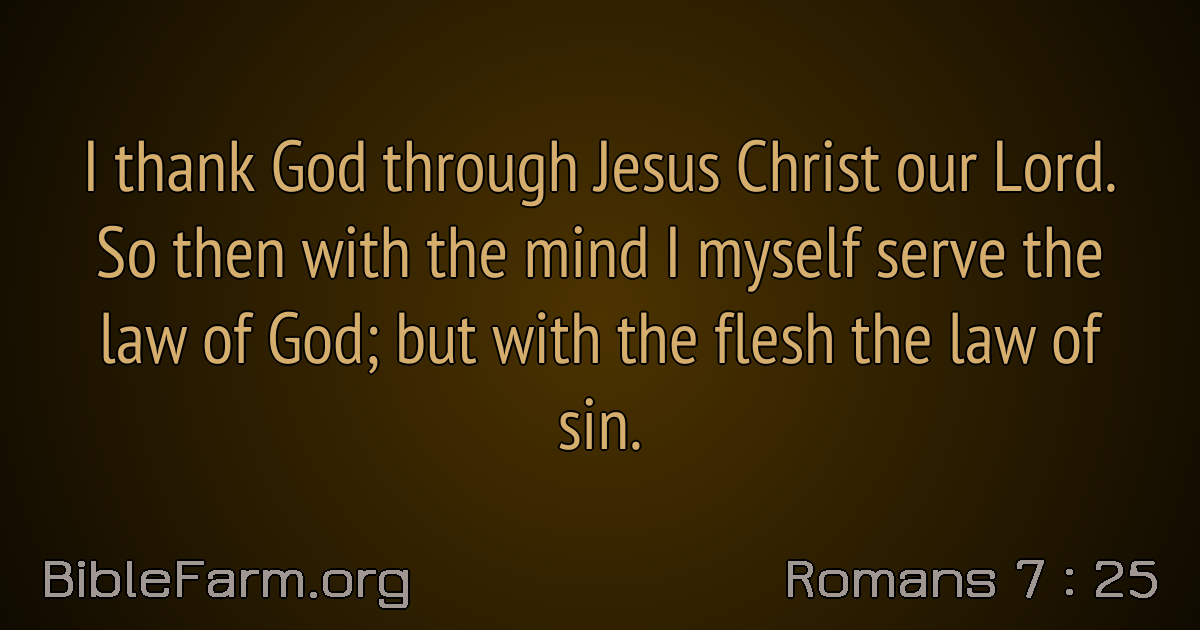 I thank God through Jesus Christ our Lord.
So then with the mind I myself serve the
law of God; but with the flesh the law of
sin.
BibleFarm.org
Romans 7 : 25